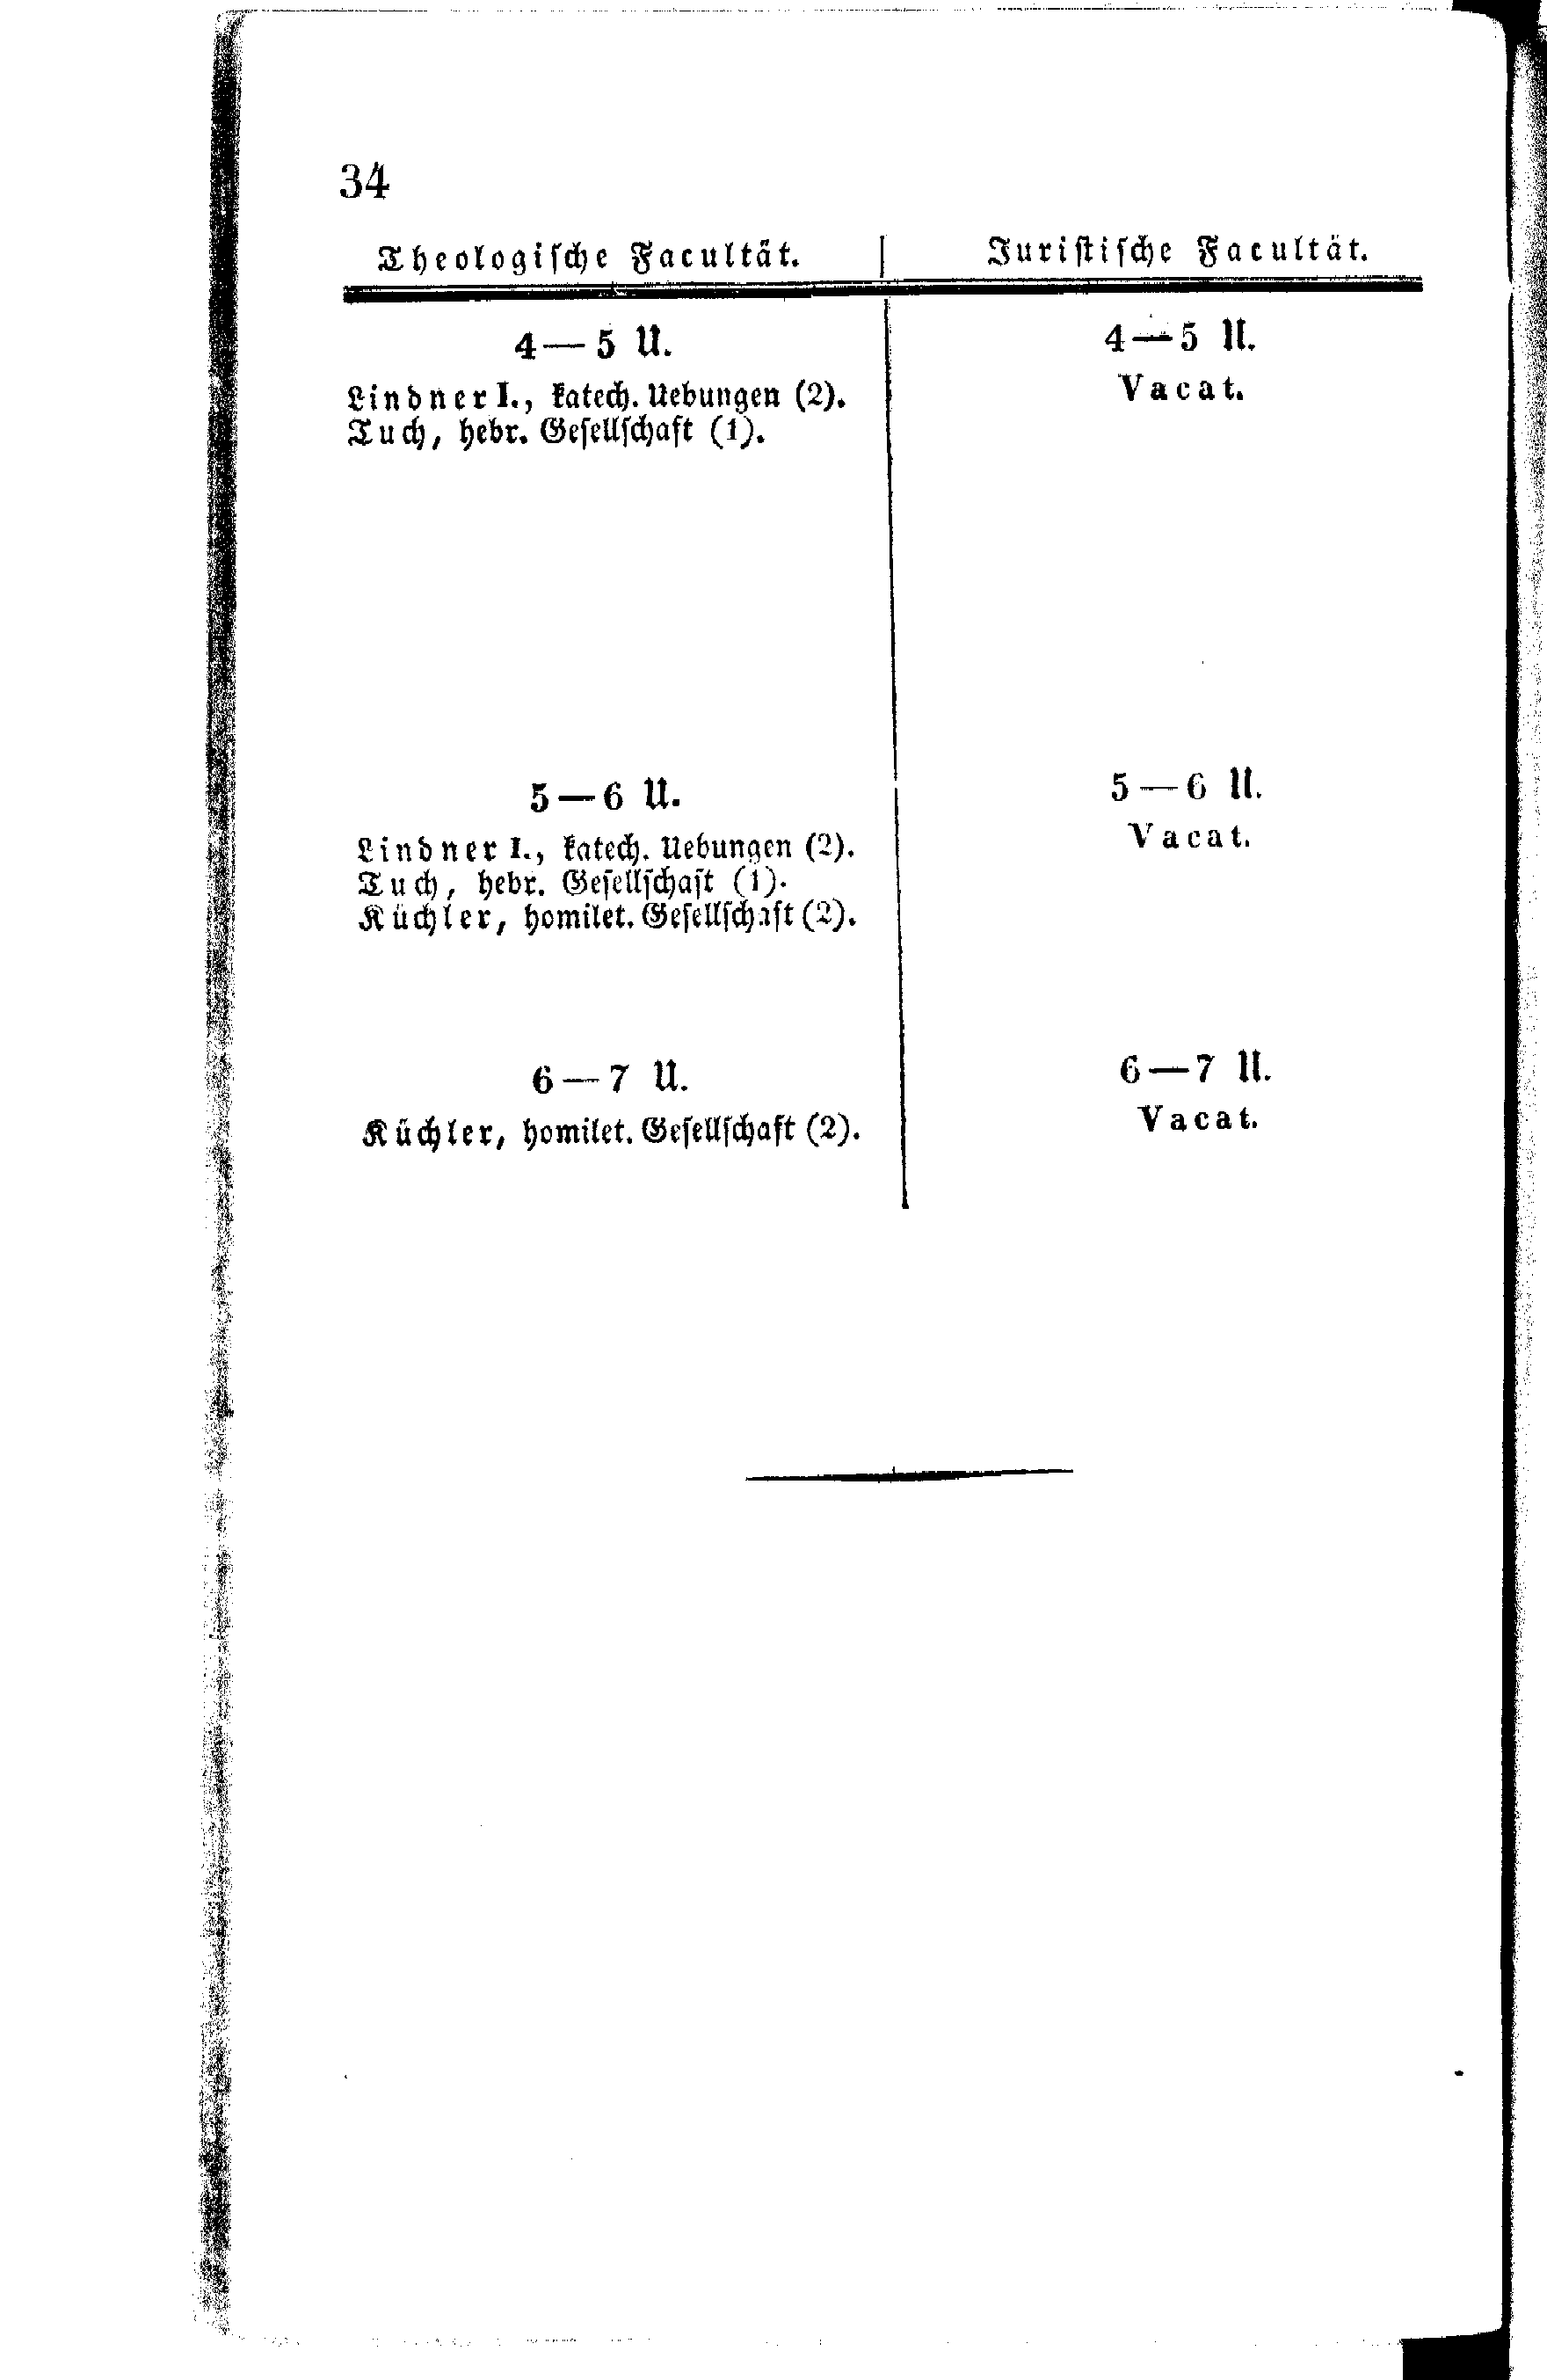 34
Theologische Facultät.
4 — 5 U.
Lindner I., katech. Uebungen (2).
Tuch, hebr. Gesellschaft (1).
5 — 6 U.
Lindner I., katech. Uebungen (2).
Tuch, hebr. Gesellschaft (1).
Küchler, homilet. Gesellschaft (2).
6 — 7 U.
Küchler, homilet. Gesellschaft (2).
Juristische Facultät.
4 — 5 U.
Vacat.
5 — 6 U.
Vacat.
6 — 7 U.
Vacat.